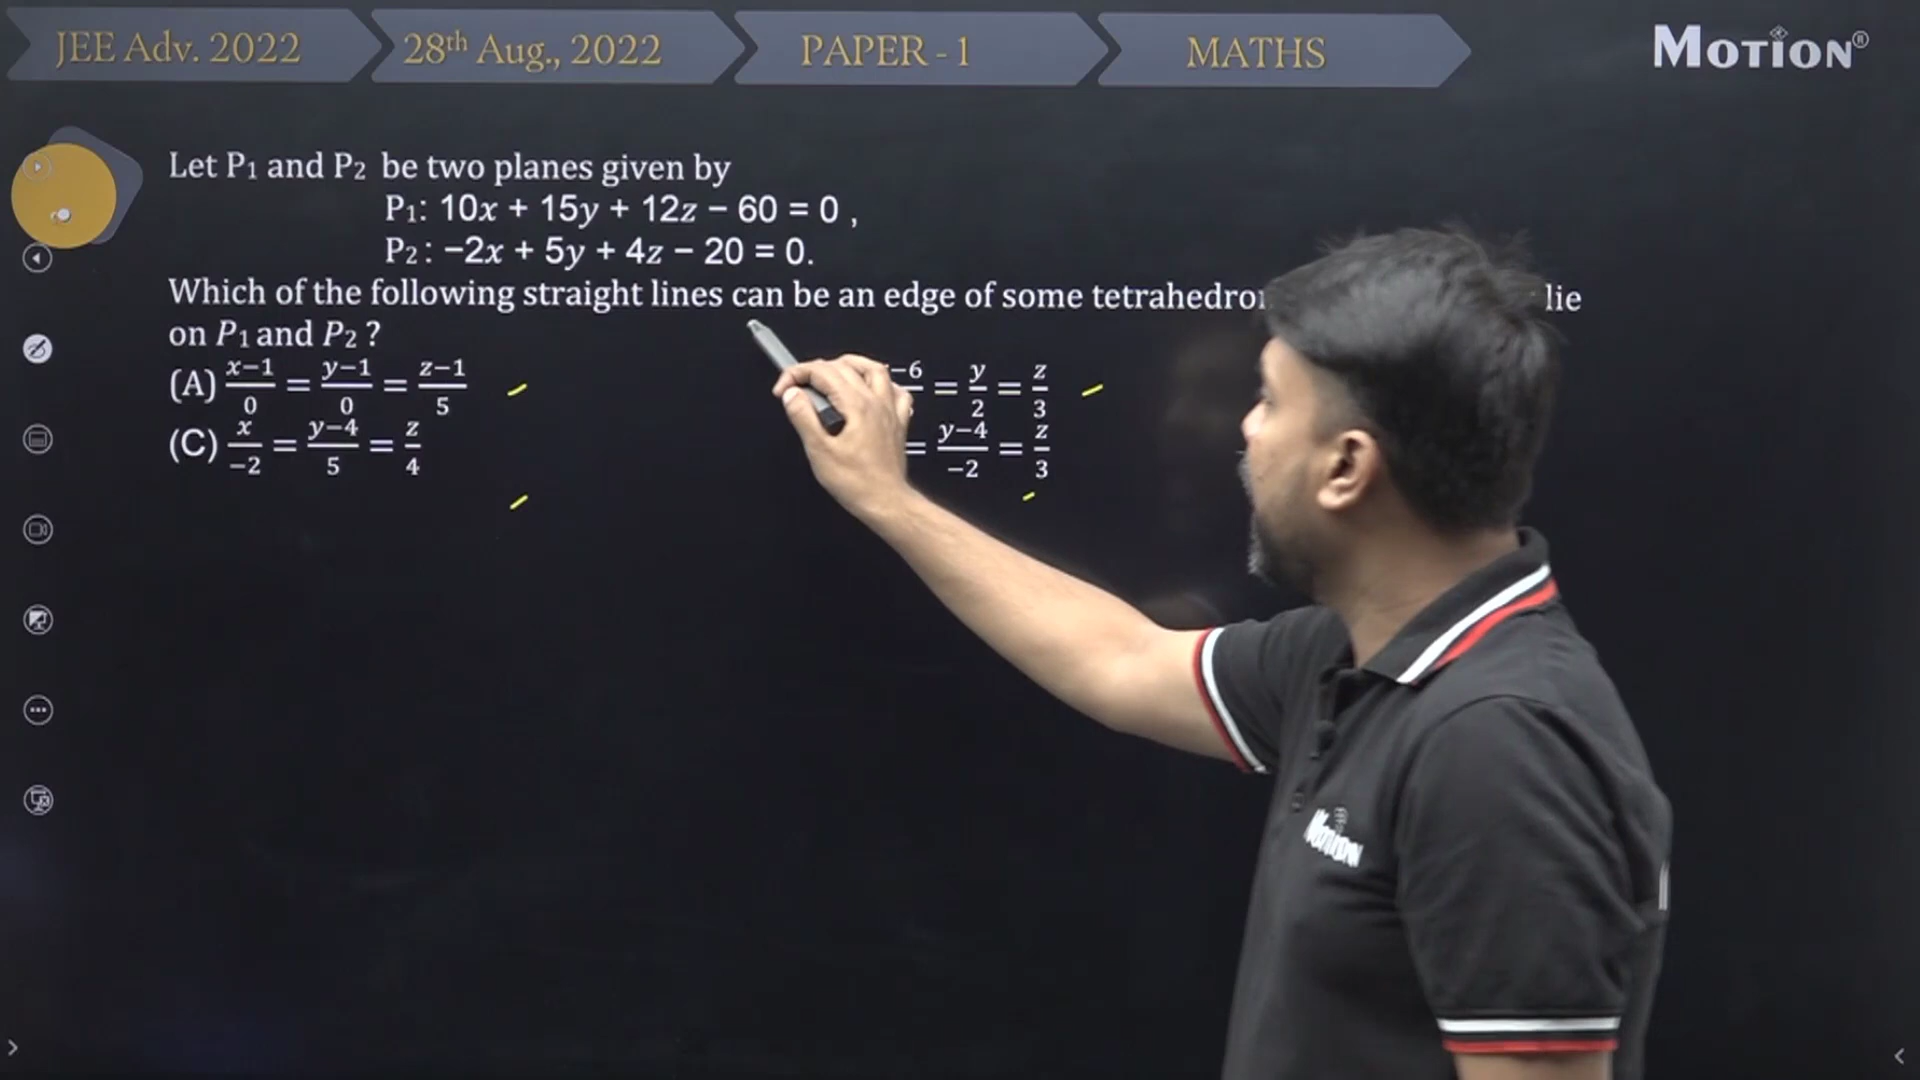 JEE Adv. 2022
28th Aug., 2022
PAPER - 1
MATHS
MOTION®
Let P1 and P2 be two planes given by
P1: 10x + 15y + 12z − 60 = 0 ,
P2 : −2x + 5y + 4z − 20 = 0.
Which of the following straight lines can be an edge of some lie
on P1 and P2 ?
(A) x−1/0 = y−1/0 = z−1/5
−6 = y/2 = z/3
(C) x/−2 = y−4/5 = z/4
= y−4/−2 = z/3
MOTION